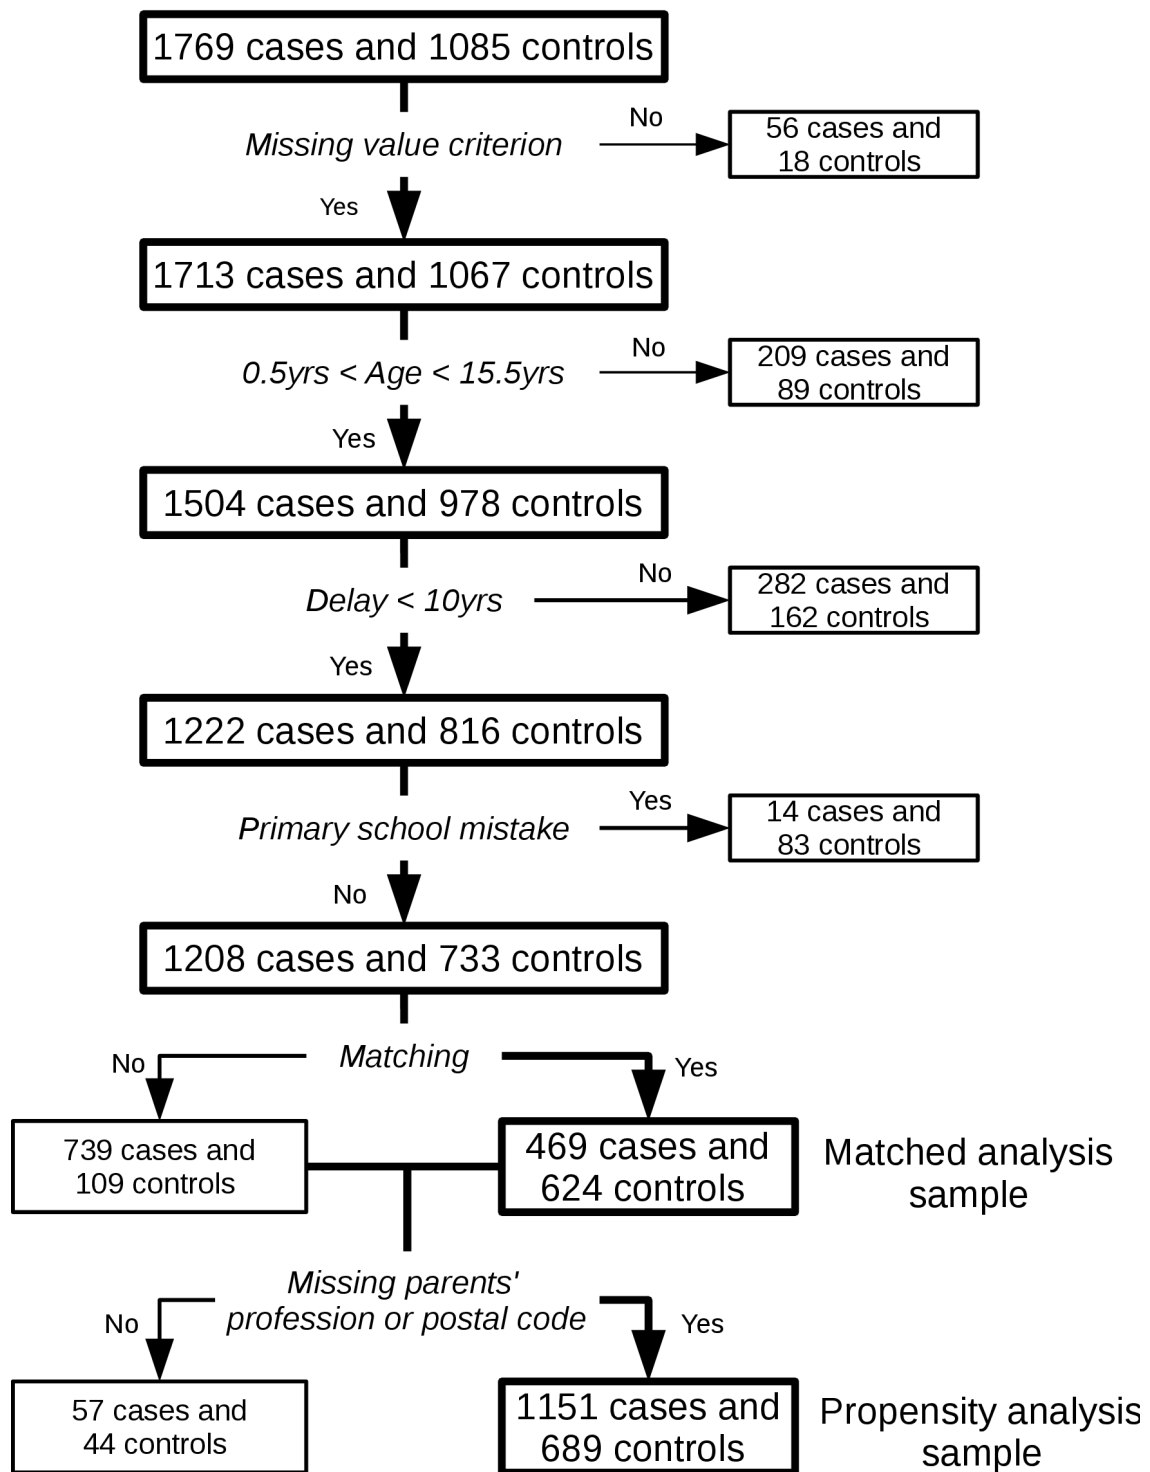 1769 cases and 1085 controls
No
Missing value criterion
56 cases and
18 controls
Yes
1713 cases and 1067 controls
No
0.5yrs < Age < 15.5yrs
209 cases and
89 controls
Yes
1504 cases and 978 controls
No
Delay < 10yrs
282 cases and
162 controls
Yes
1222 cases and 816 controls
Yes
Primary school mistake
14 cases and
83 controls
No
1208 cases and 733 controls
No
Matching
Yes
739 cases and
109 controls
469 cases and
624 controls
Matched analysis
sample
Missing parents'
profession or postal code
No
Yes
57 cases and
44 controls
1151 cases and
689 controls
Propensity analysis
sample